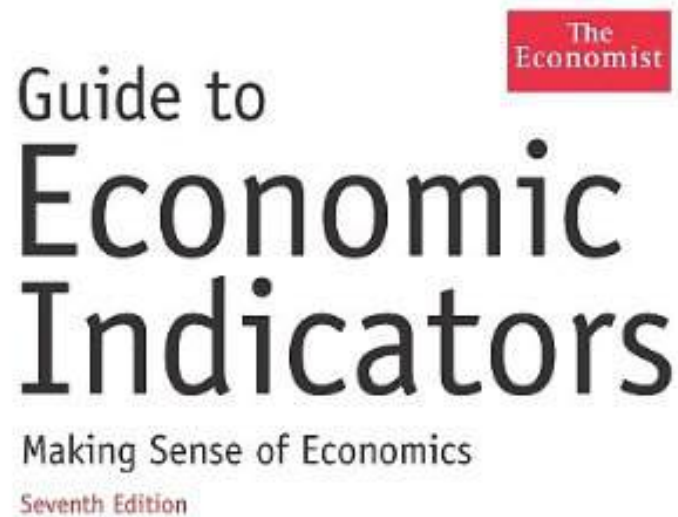 The
Economist
Guide to
Economic
Indicators
Making Sense of Economics
Seventh Edition